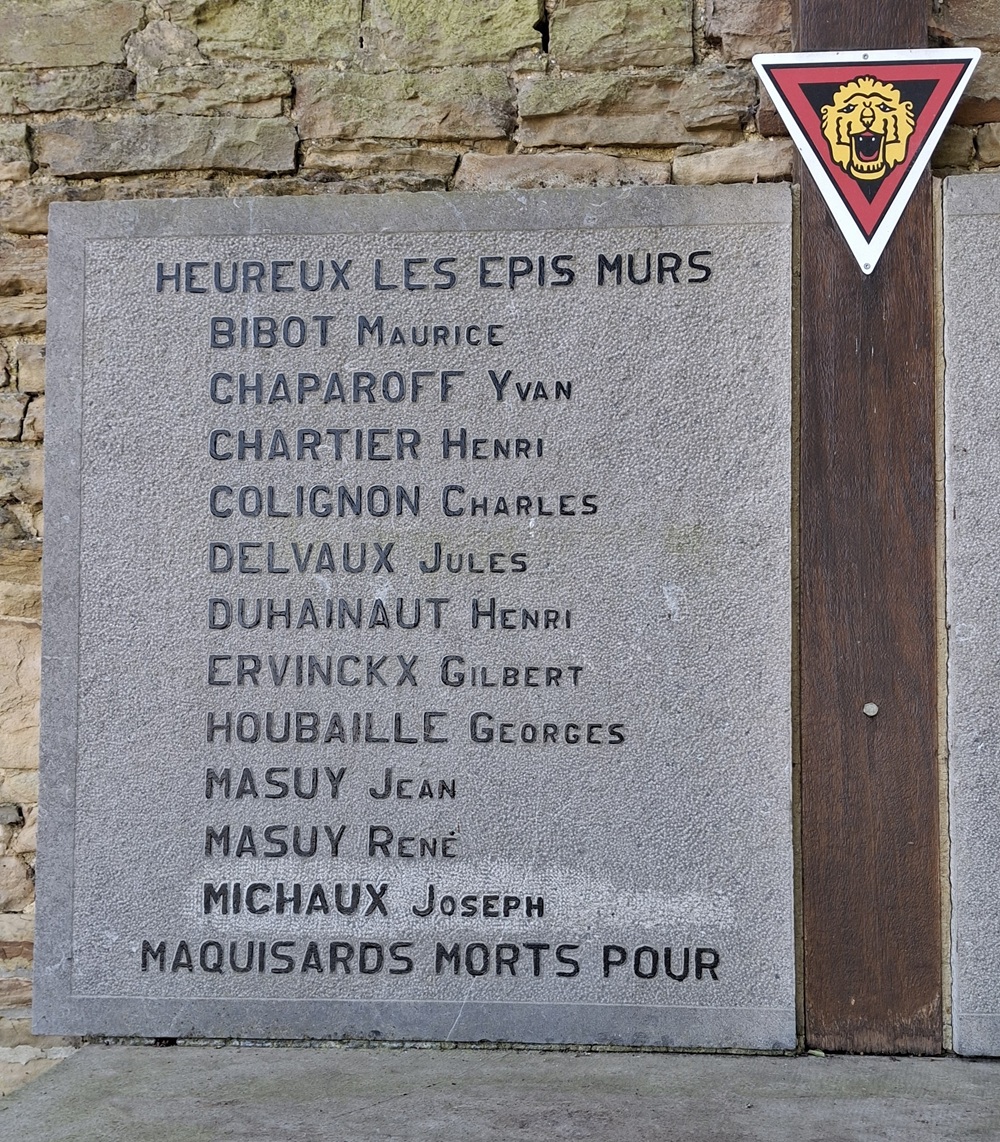 HEUREUX LES EPIS MURS
BIBOT MAURICE
CHAPAROFF YVAN
CHARTIER HENRI
COLIGNON CHARLES
DELVAUX JULES
DUHAINAUT HENRI
ERVINCKX GILBERT
HOUBAILLE GEORGES
MASUY JEAN
MASUY RENÉ
MICHAUX JOSEPH
MAQUISARDS MORTS POUR